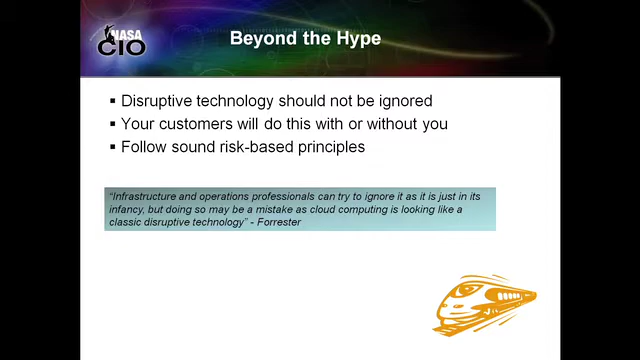 NASA
CIO
Beyond the Hype
▪ Disruptive technology should not be ignored
▪ Your customers will do this with or without you
▪ Follow sound risk-based principles
“Infrastructure and operations professionals can try to ignore it as it is just in its
infancy, but doing so may be a mistake as cloud computing is looking like a
classic disruptive technology” - Forrester